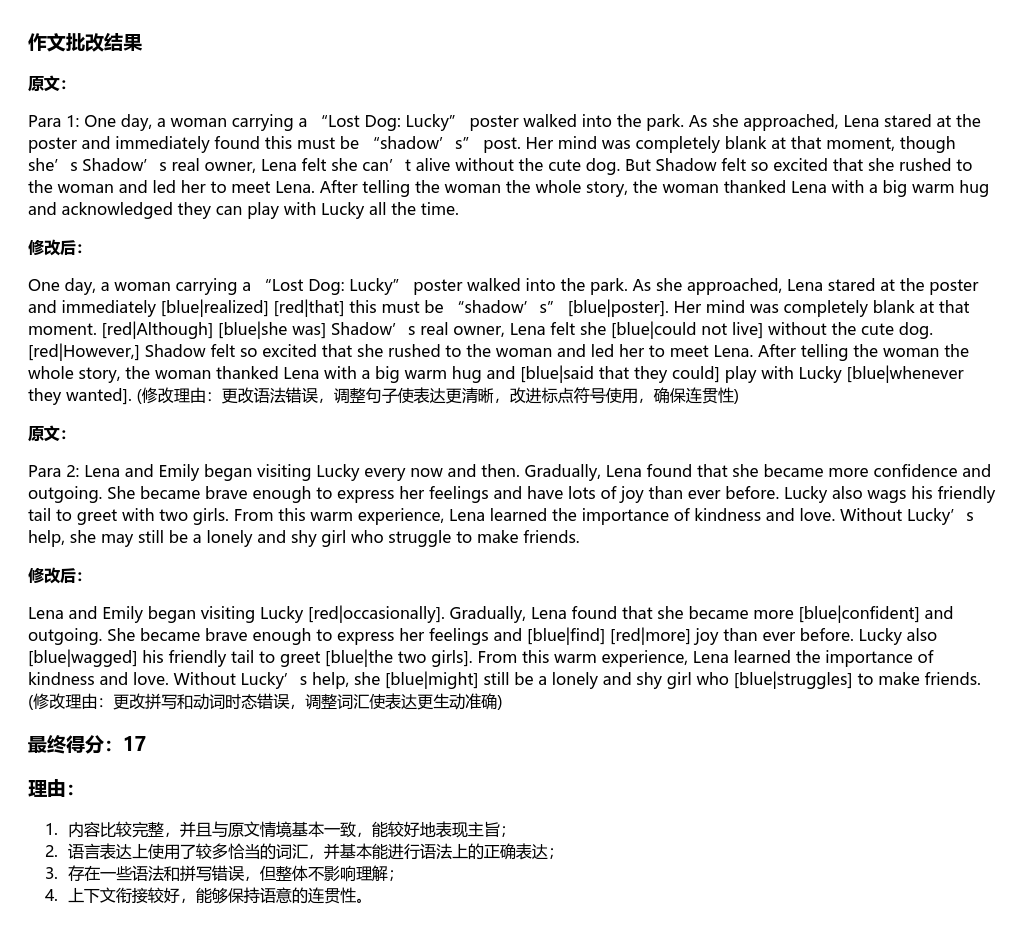 作文批改结果
原文：
Para 1: One day, a woman carrying a “Lost Dog: Lucky” poster walked into the park. As she approached, Lena stared at the
poster and immediately found this must be “shadow’s” post. Her mind was completely blank at that moment, though
she’s Shadow’s real owner, Lena felt she can’t alive without the cute dog. But Shadow felt so excited that she rushed to
the woman and led her to meet Lena. After telling the woman the whole story, the woman thanked Lena with a big warm hug
and acknowledged they can play with Lucky all the time.
修改后：
One day, a woman carrying a “Lost Dog: Lucky” poster walked into the park. As she approached, Lena stared at the poster
and immediately [blue|realized] [red|that] this must be “shadow’s” [blue|poster]. Her mind was completely blank at that
moment. [red|Although] [blue|she was] Shadow’s real owner, Lena felt she [blue|could not live] without the cute dog.
[red|However,] Shadow felt so excited that she rushed to the woman and led her to meet Lena. After telling the woman the
whole story, the woman thanked Lena with a big warm hug and [blue|said that they could] play with Lucky [blue|whenever
they wanted]. (修改理由：更改语法错误，调整句子使表达更清晰，改进标点符号使用，确保连贯性)
原文：
Para 2: Lena and Emily began visiting Lucky every now and then. Gradually, Lena found that she became more confidence and
outgoing. She became brave enough to express her feelings and have lots of joy than ever before. Lucky also wags his friendly
tail to greet with two girls. From this warm experience, Lena learned the importance of kindness and love. Without Lucky’s
help, she may still be a lonely and shy girl who struggle to make friends.
修改后：
Lena and Emily began visiting Lucky [red|occasionally]. Gradually, Lena found that she became more [blue|confident] and
outgoing. She became brave enough to express her feelings and [blue|find] [red|more] joy than ever before. Lucky also
[blue|wagged] his friendly tail to greet [blue|the two girls]. From this warm experience, Lena learned the importance of
kindness and love. Without Lucky’s help, she [blue|might] still be a lonely and shy girl who [blue|struggles] to make friends.
(修改理由：更改拼写和动词时态错误，调整词汇使表达更生动准确)
最终得分：17
理由：
1. 内容比较完整，并且与原文情境基本一致，能较好地表现主旨；
2. 语言表达上使用了较多恰当的词汇，并基本能进行语法上的正确表达；
3. 存在一些语法和拼写错误，但整体不影响理解；
4. 上下文衔接较好，能够保持语意的连贯性。